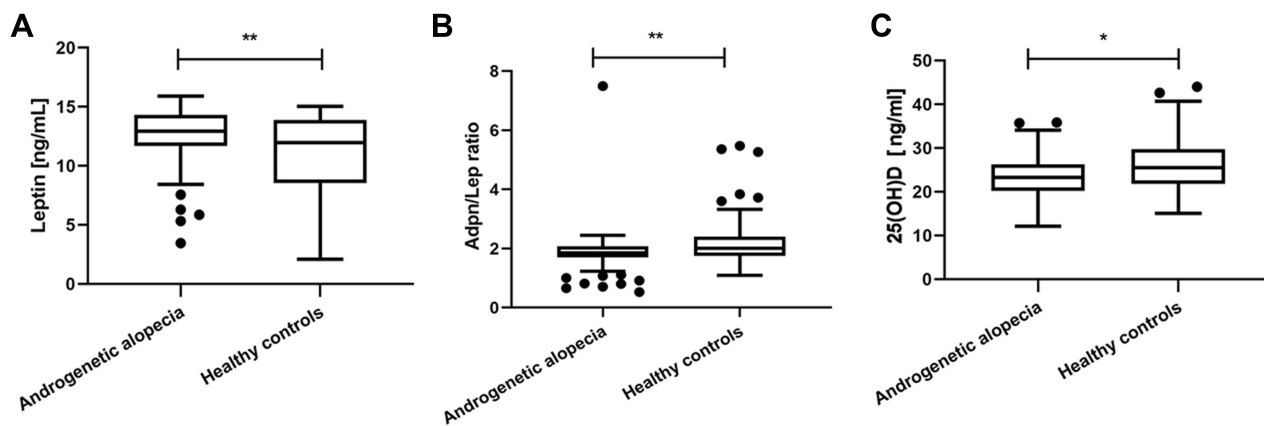 A
**
20
15
10
5
0
Leptin [ng/mL]
Androgenetic alopecia
Healthy controls
B
**
8
6
4
2
0
Adpn/Lep ratio
Androgenetic alopecia
Healthy controls
C
*
50
40
30
20
10
0
25(OH)D [ ng/ml]
Androgenetic alopecia
Healthy controls